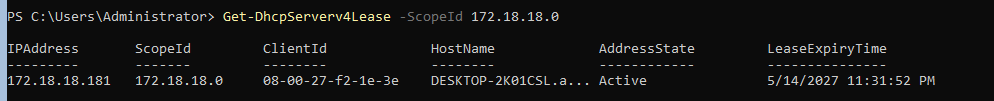 PS C:\Users\Administrator> Get-DhcpServerv4Lease -ScopeId 172.18.18.0
IPAddress ScopeId ClientId HostName AddressState LeaseExpiryTime
--------- ------- -------- -------- ------------ ---------------
172.18.18.181 172.18.18.0 08-00-27-f2-1e-3e DESKTOP-2K01CSL.a... Active 5/14/2027 11:31:52 PM